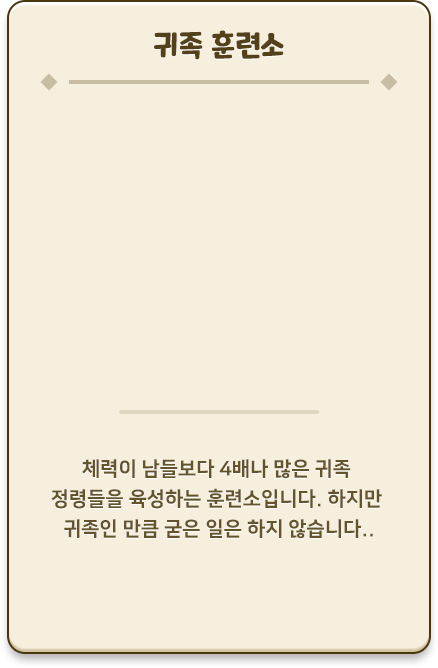 귀족 훈련소
체력이 남들보다 4배나 많은 귀족
정령들을 육성하는 훈련소입니다. 하지만
귀족인 만큼 굳은 일은 하지 않습니다..